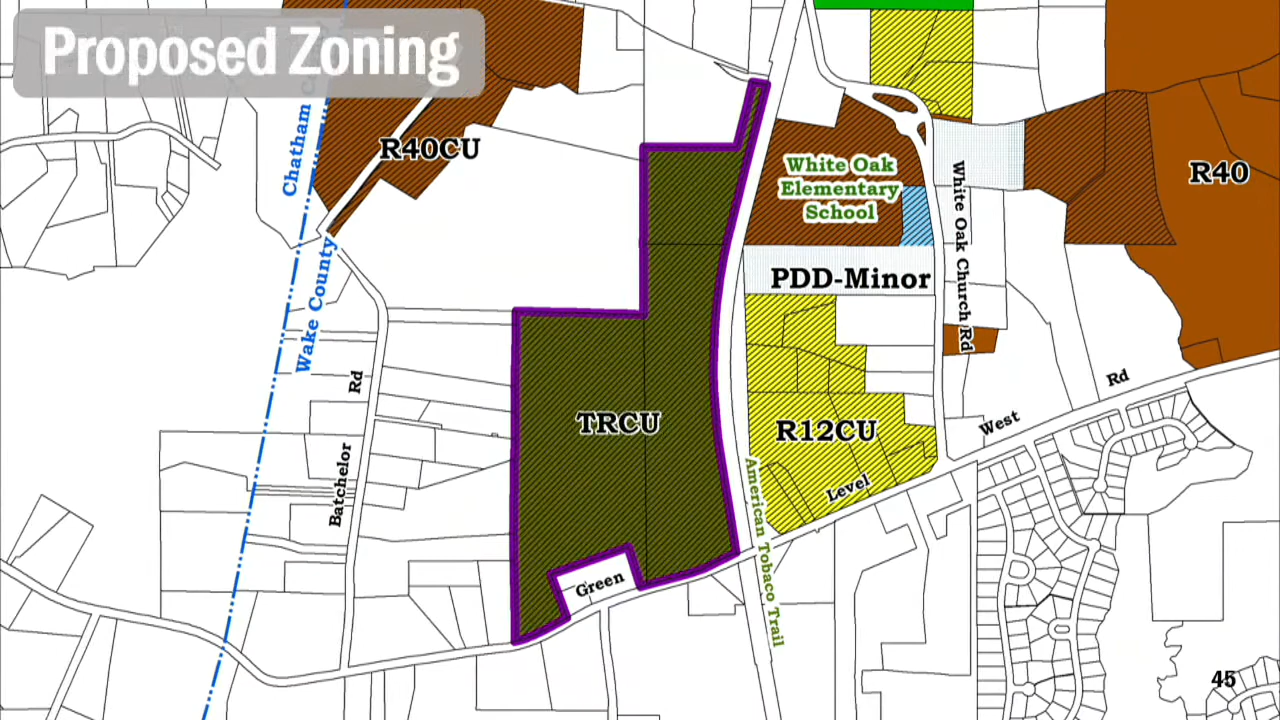 Proposed Zoning
Chatham C
Wake County
R40CU
White Oak
Elementary
School
R40
White Oak Church Rd
PDD-Minor
TRCU
R12CU
Batchelor
Rd
Green
Level
West
Rd
American Tobaco Trail
45